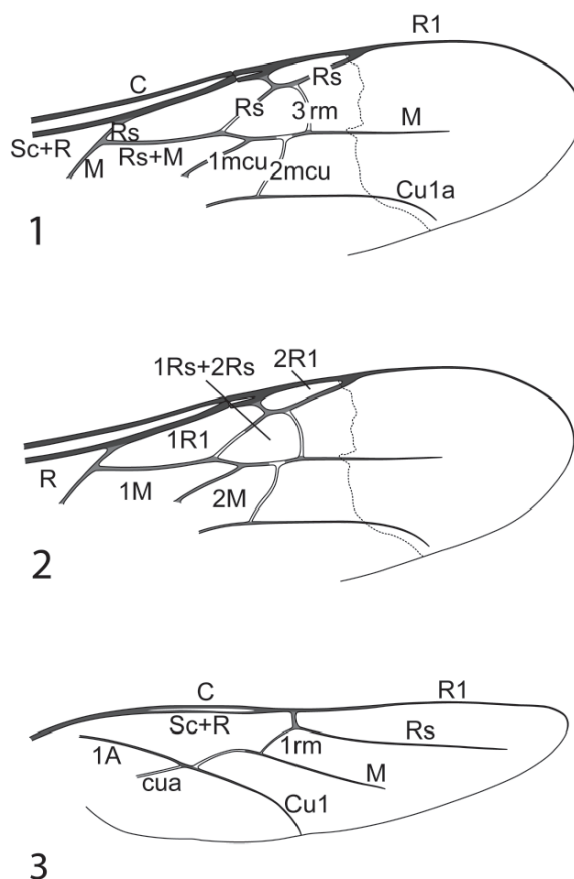 R1
C
Rs
Rs
3 rm
Rs
M
Sc+R
Rs+M
1mcu
M
2mcu
Cu1a
1
2R1
1Rs+2Rs
1R1
R
1M
2M
2
C
R1
Sc+R
Rs
1A
1rm
M
cua
Cu1
3